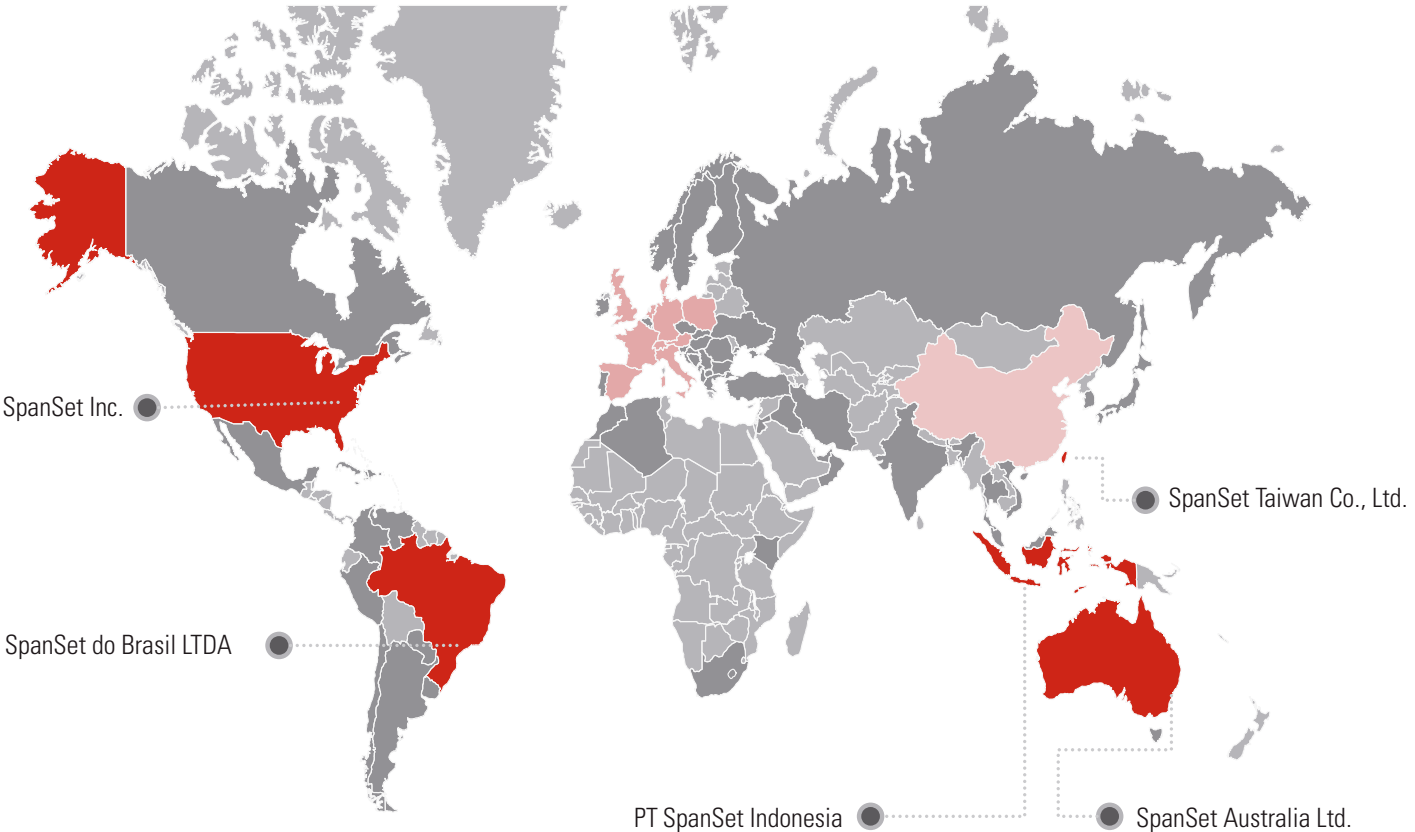 SpanSet Inc.
SpanSet Taiwan Co., Ltd.
SpanSet do Brasil LTDA
PT SpanSet Indonesia
SpanSet Australia Ltd.